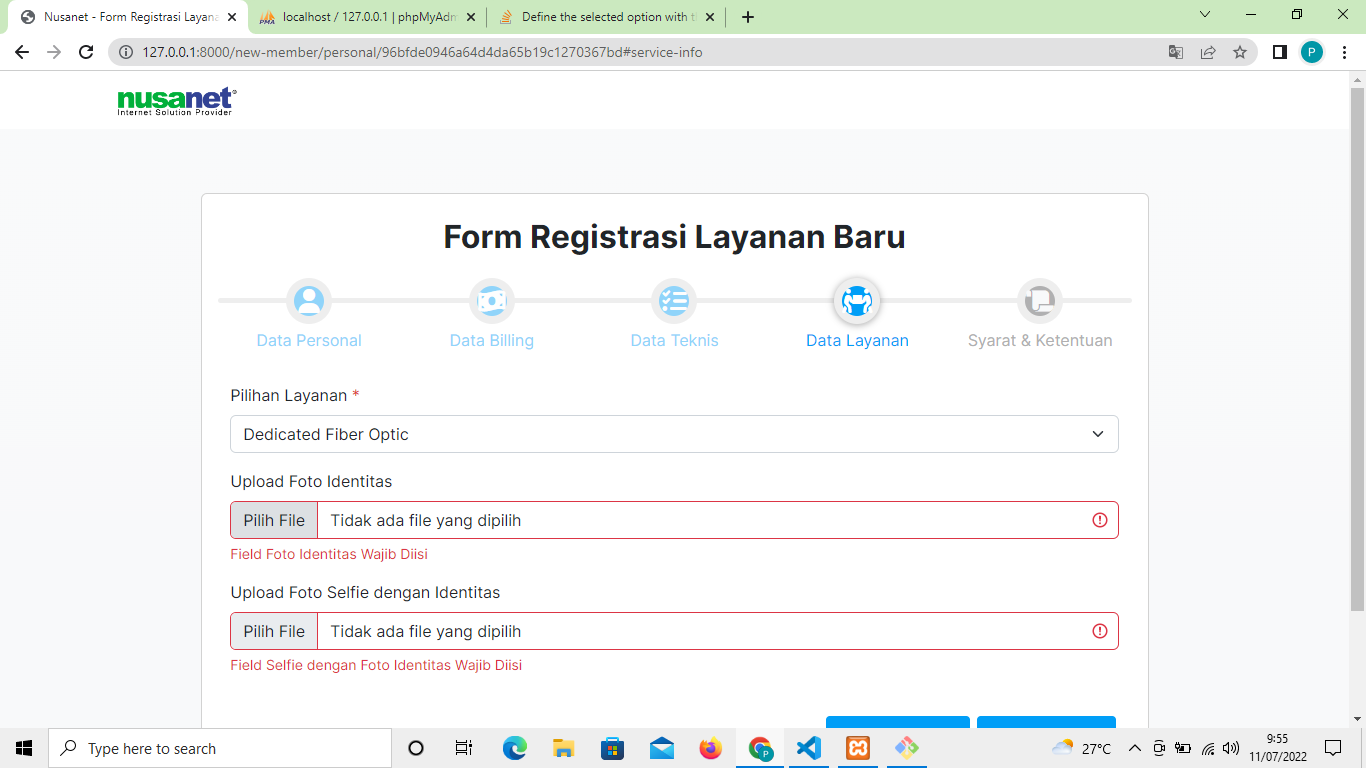 Nusanet - Form Registrasi Layana
localhost / 127.0.0.1 | phpMyAdm
Define the selected option with t
127.0.0.1:8000/new-member/personal/96bfde0946a64d4da65b19c1270367bd#service-info
P
nusanet
Internet Solution Provider
Form Registrasi Layanan Baru
Data Personal
Data Billing
Data Teknis
Data Layanan
Syarat & Ketentuan
Pilihan Layanan *
Dedicated Fiber Optic
Upload Foto Identitas
Pilih File Tidak ada file yang dipilih
Field Foto Identitas Wajib Diisi
Upload Foto Selfie dengan Identitas
Pilih File Tidak ada file yang dipilih
Field Selfie dengan Foto Identitas Wajib Diisi
Type here to search
27°C
9:55
11/07/2022